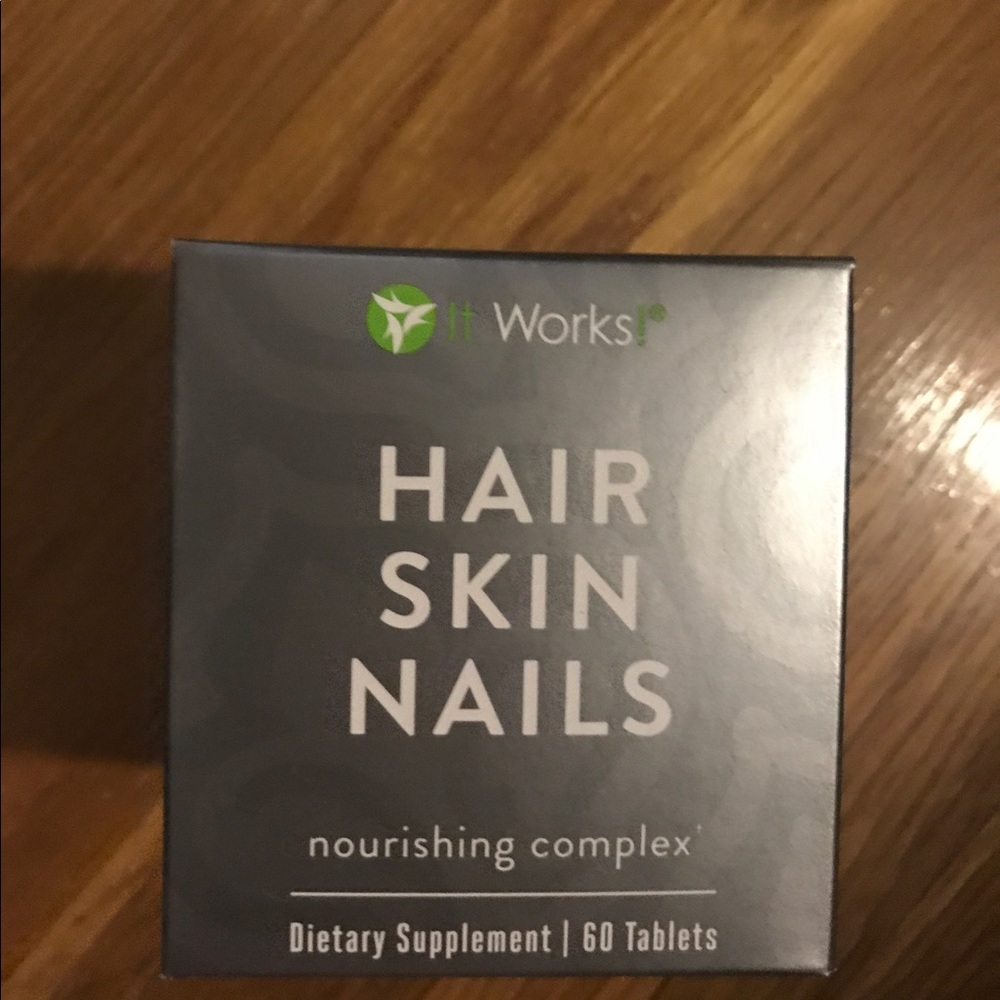 It Works!®
HAIR
SKIN
NAILS
nourishing complex†
Dietary Supplement | 60 Tablets